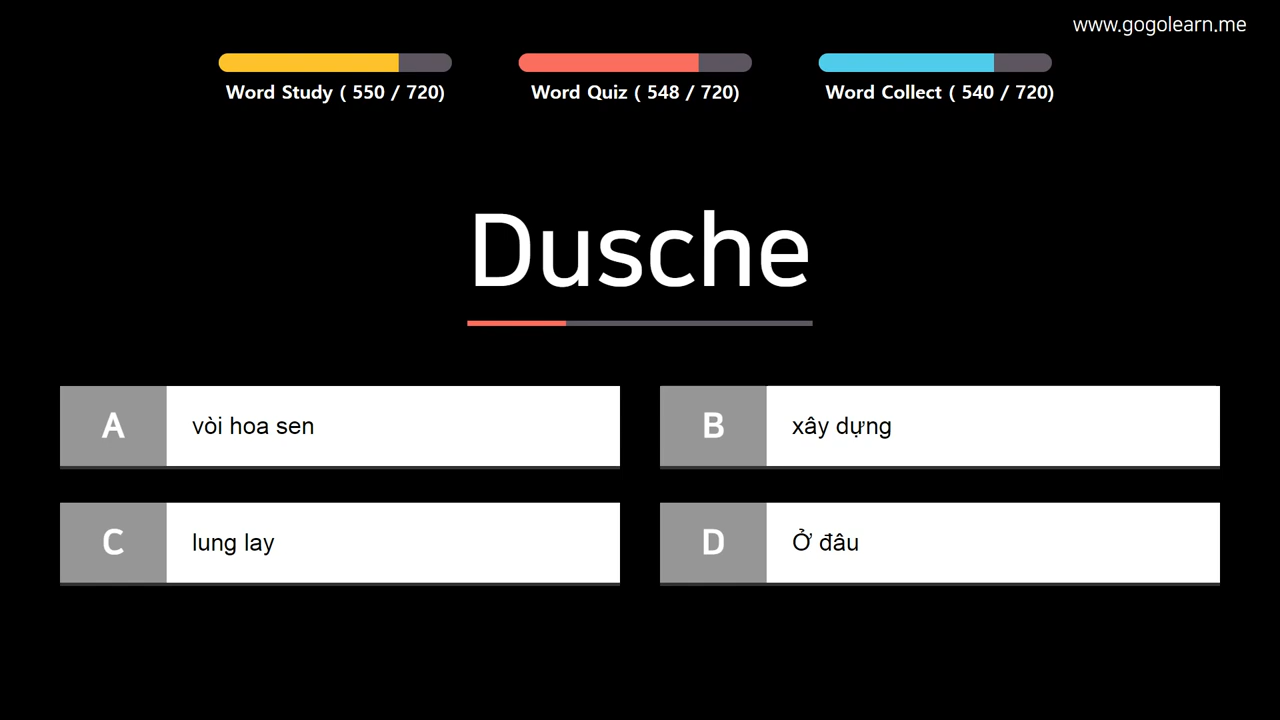 www.gogolearn.me
Word Study ( 550 / 720)
Word Quiz ( 548 / 720)
Word Collect ( 540 / 720)
Dusche
A
vòi hoa sen
B
xây dựng
C
lung lay
D
Ở đâu